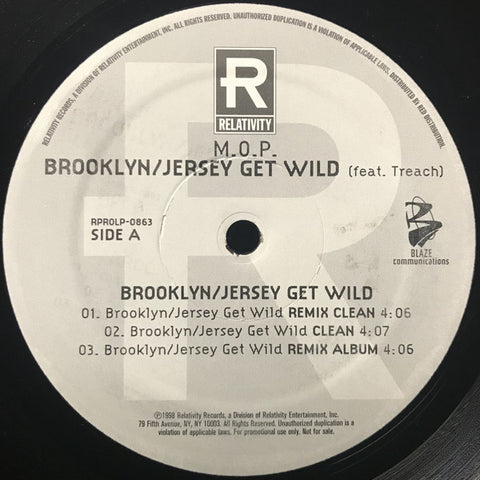 RELATIVITY RECORDS, A DIVISION OF RELATIVITY ENTERTAINMENT, INC. ALL RIGHTS RESERVED. UNAUTHORIZED DUPLICATION IS A VIOLATION OF APPLICABLE LAWS. DISTRIBUTED BY RED DISTRIBUTION.
R
RELATIVITY
M.O.P.
BROOKLYN/JERSEY GET WILD (feat. Treach)
RPROLP-0863
SIDE A
BLAZE
communications
BROOKLYN/JERSEY GET WILD
01. Brooklyn/Jersey Get Wild REMIX CLEAN 4:06
02. Brooklyn/Jersey Get Wild CLEAN 4:07
03. Brooklyn/Jersey Get Wild REMIX ALBUM 4:06
℗1998 Relativity Records, a Division of Relativity Entertainment, Inc.
79 Fifth Avenue, NY, NY 10003. All Rights Reserved. Unauthorized duplication is a
violation of applicable laws. For promotional use only. Not for sale.